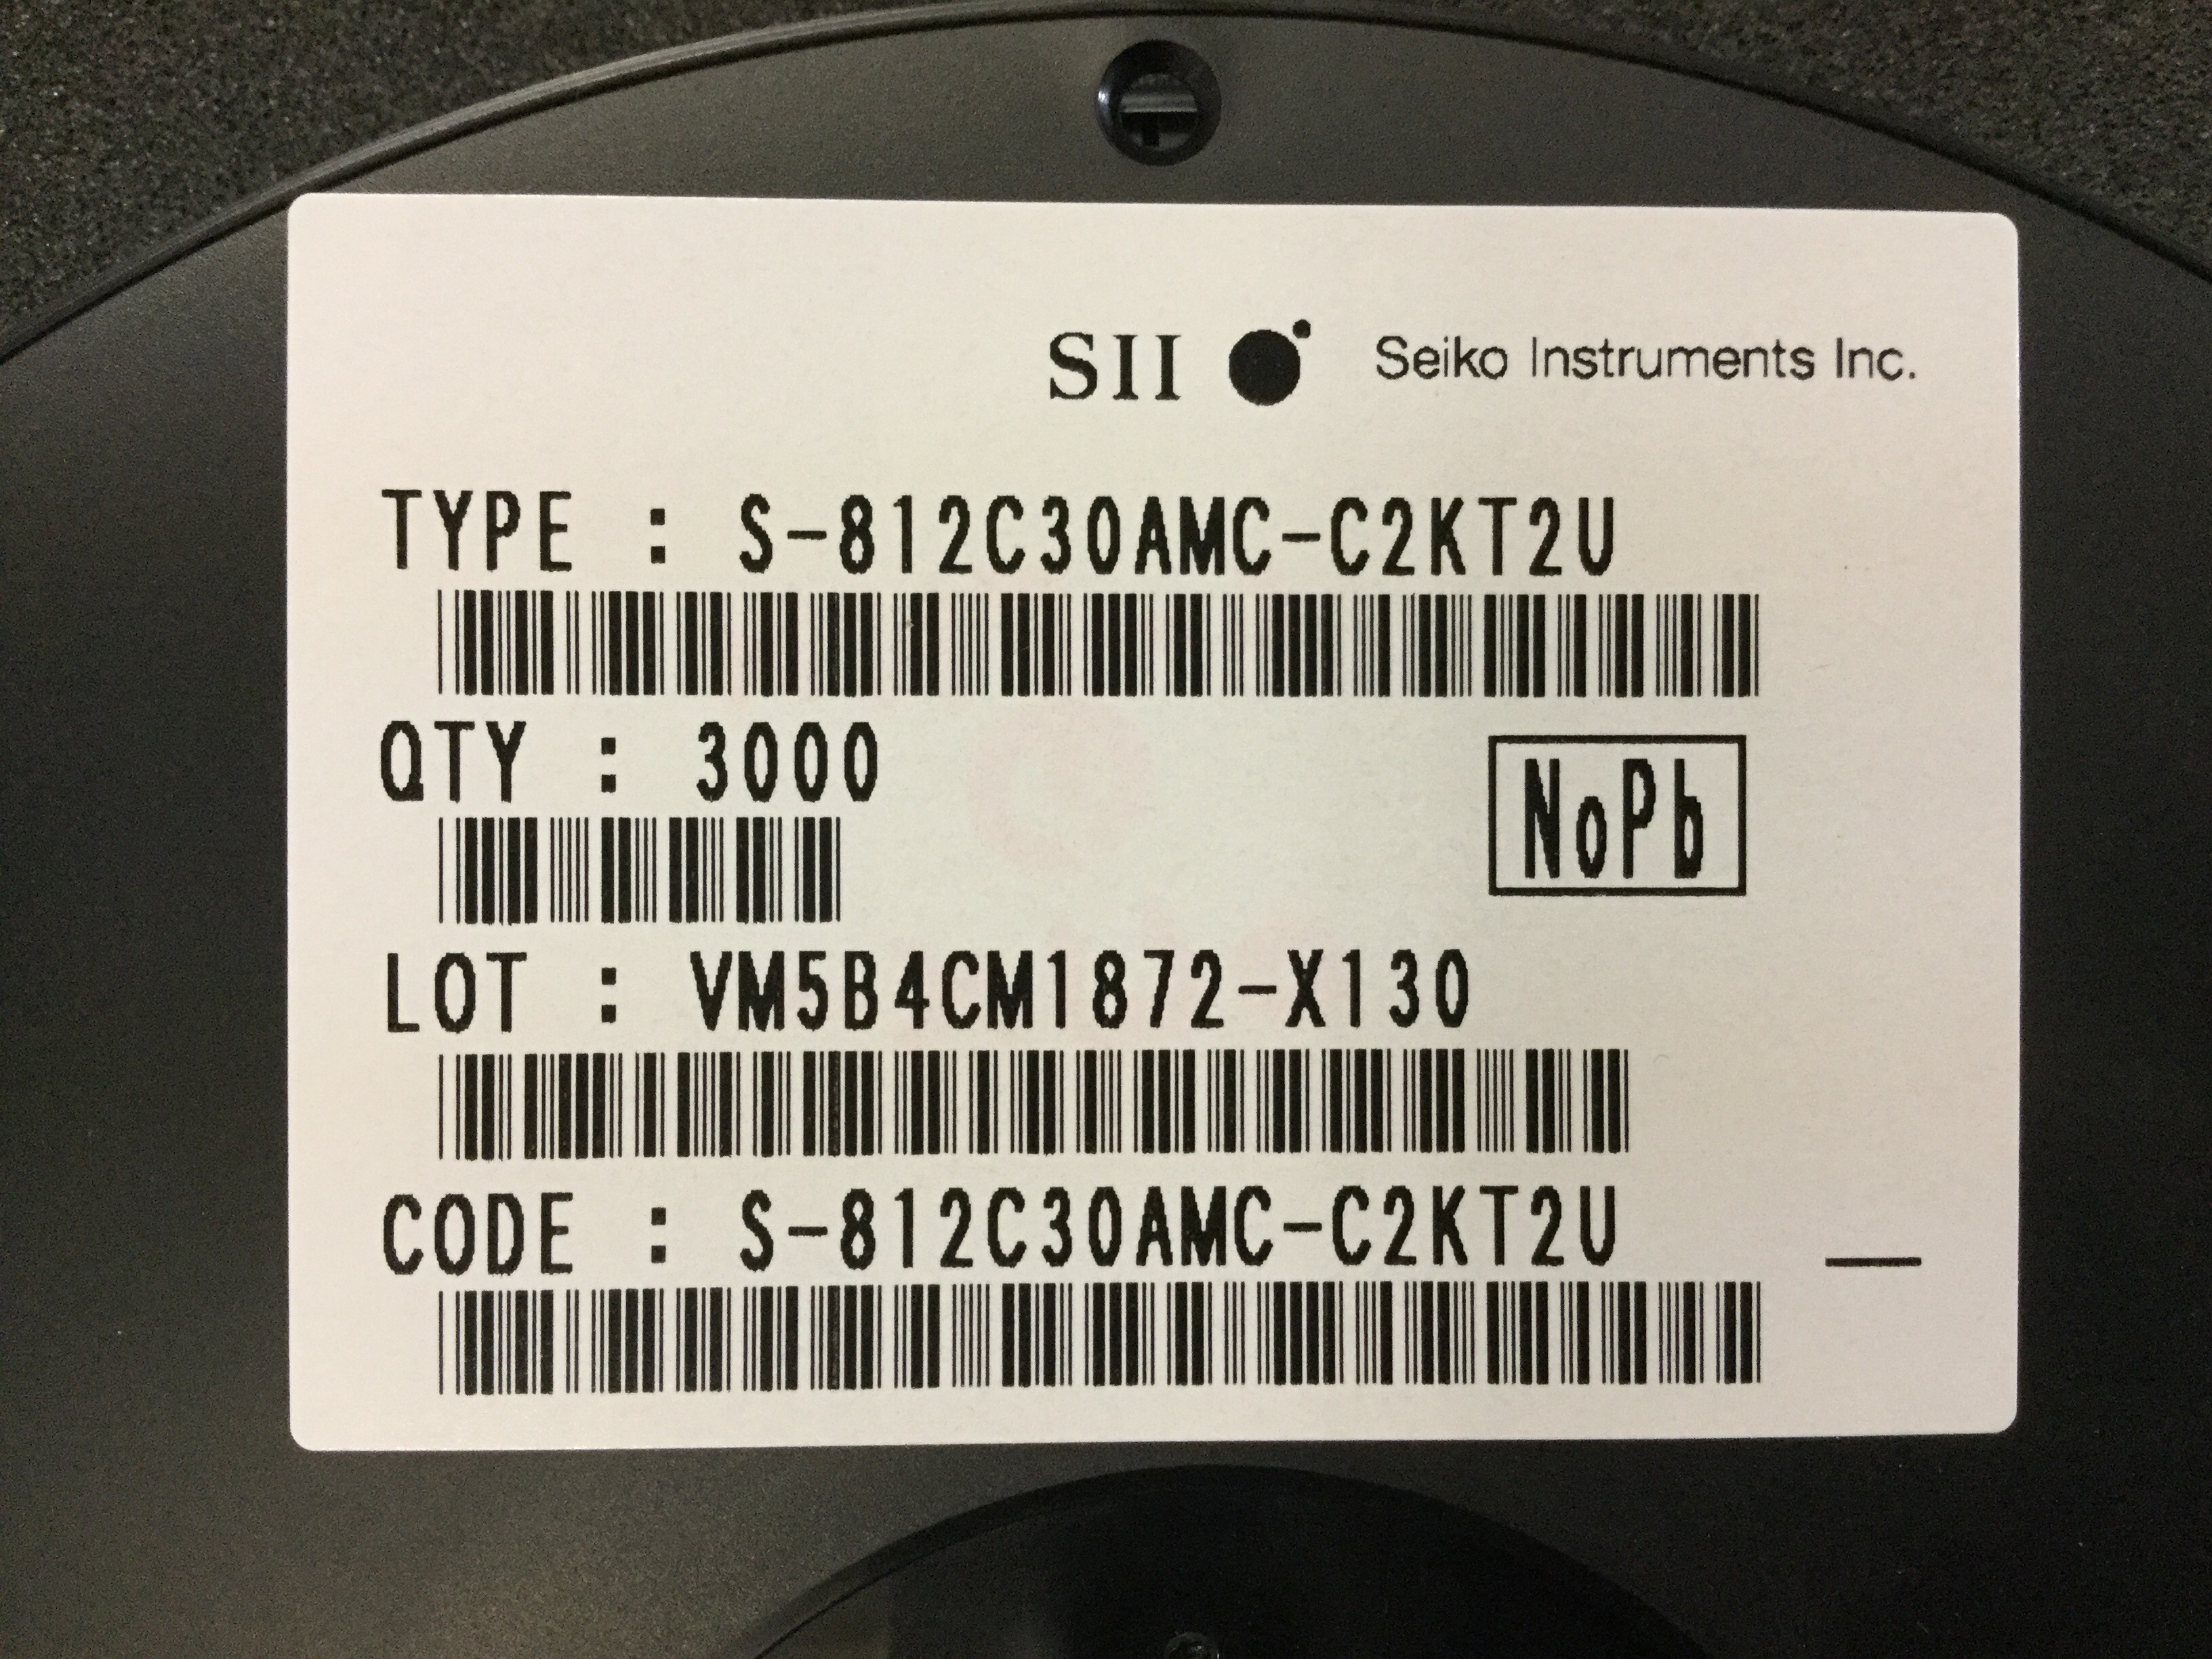 SII Seiko Instruments Inc.
TYPE : S-812C30AMC-C2KT2U
QTY : 3000
NoPb
LOT : VM5B4CM1872-X130
CODE : S-812C30AMC-C2KT2U